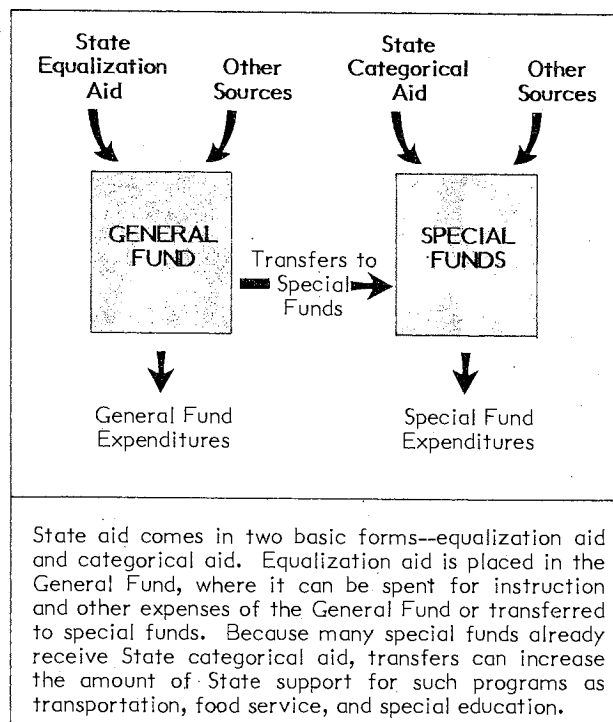 State
Equalization
Aid
Other
Sources
State
Categorical
Aid
Other
Sources
GENERAL
FUND
Transfers to
Special
Funds
SPECIAL
FUNDS
General Fund
Expenditures
Special Fund
Expenditures
State aid comes in two basic forms--equalization aid
and categorical aid. Equalization aid is placed in the
General Fund, where it can be spent for instruction
and other expenses of the General Fund or transferred
to special funds. Because many special funds already
receive State categorical aid, transfers can increase
the amount of State support for such programs as
transportation, food service, and special education.